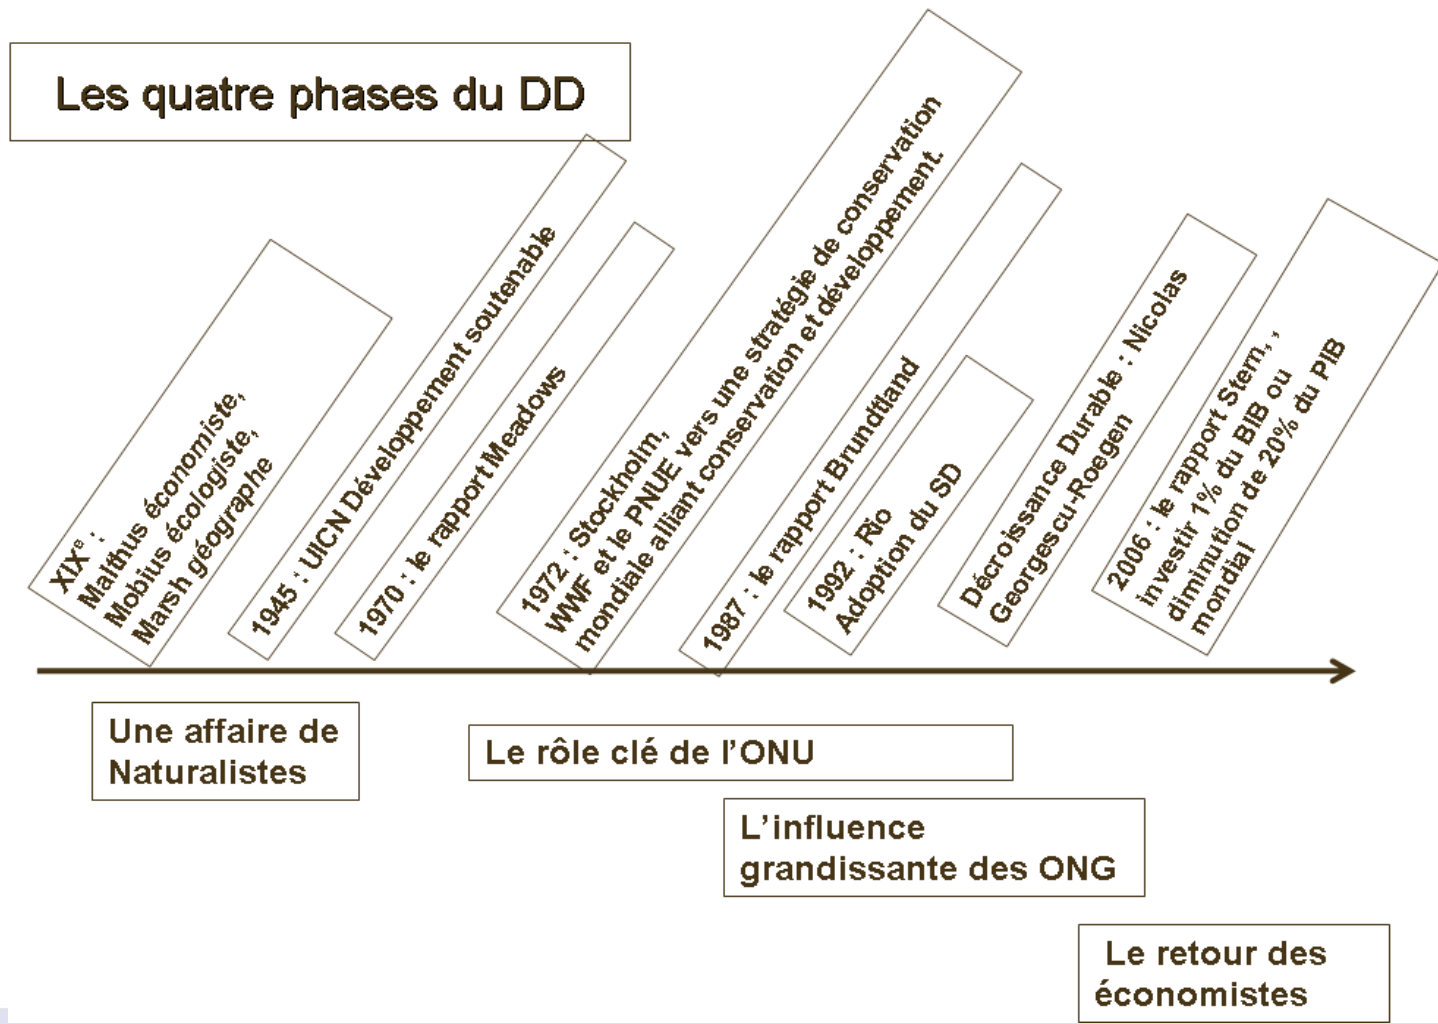 Les quatre phases du DD
XIXe :
Malthus économiste,
Mobius écologiste,
Marsh géographe
1945 : UICN Développement soutenable
1970 : le rapport Meadows
1972 : Stockholm,
WWF et le PNUE vers une stratégie de conservation
mondiale alliant conservation et développement.
1987 : le rapport Brundtland
1992 : Rio
Adoption du SD
Décroissance Durable : Nicolas
Georgescu-Roegen
2006 : le rapport Stern, ,
investir 1% du BIB ou
diminution de 20% du PIB
mondial
Une affaire de
Naturalistes
Le rôle clé de l’ONU
L’influence
grandissante des ONG
Le retour des
économistes